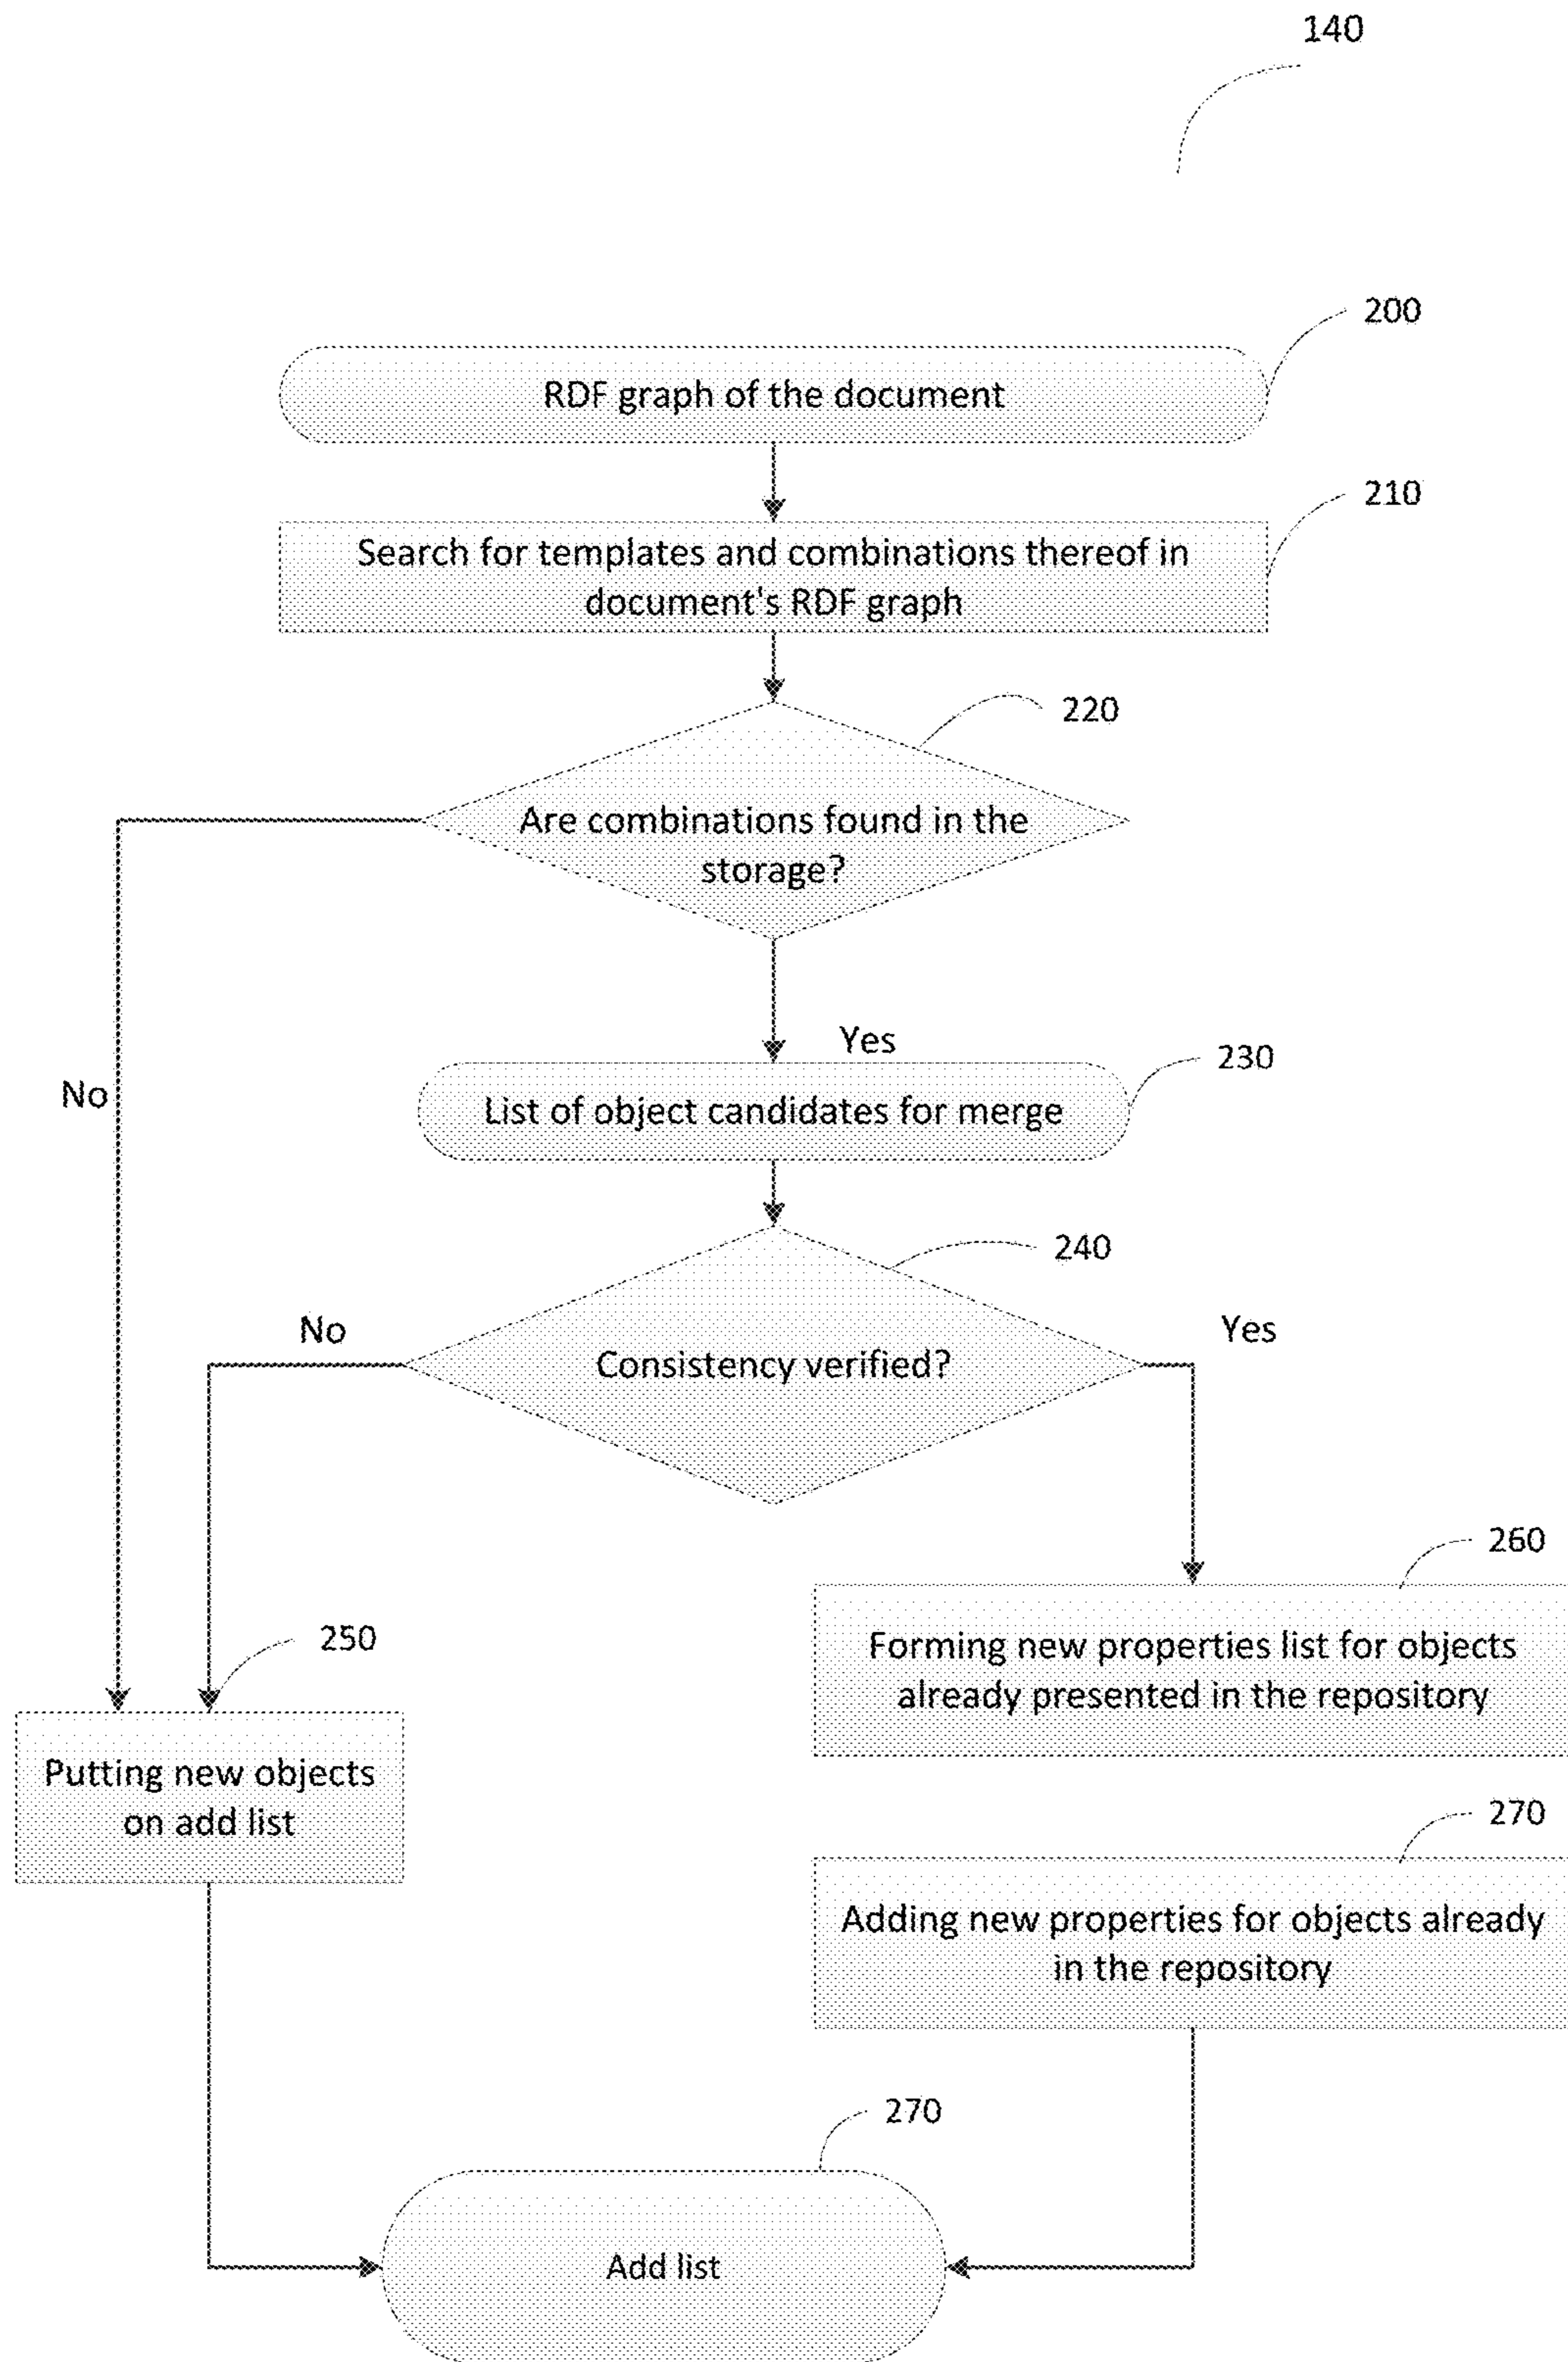 140
200
RDF graph of the document
210
Search for templates and combinations thereof in
document's RDF graph
220
Are combinations found in the
storage?
Yes
230
No
List of object candidates for merge
240
No
Yes
Consistency verified?
260
250
Forming new properties list for objects
already presented in the repository
Putting new objects
on add list
270
Adding new properties for objects already
in the repository
270
Add list